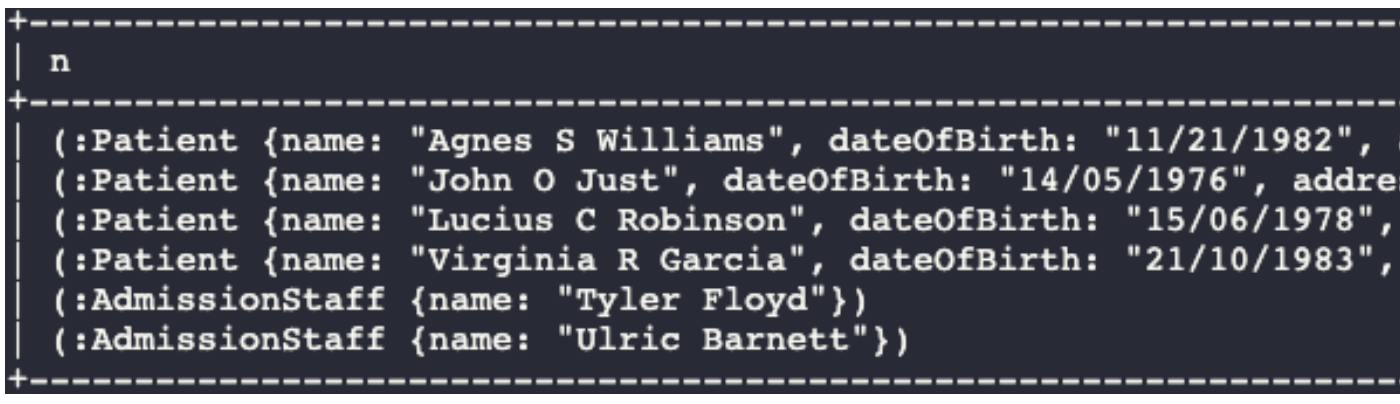 +------------------------------------------------------------------
| n
+------------------------------------------------------------------
| (:Patient {name: "Agnes S Williams", dateOfBirth: "11/21/1982",
| (:Patient {name: "John O Just", dateOfBirth: "14/05/1976", addre
| (:Patient {name: "Lucius C Robinson", dateOfBirth: "15/06/1978",
| (:Patient {name: "Virginia R Garcia", dateOfBirth: "21/10/1983",
| (:AdmissionStaff {name: "Tyler Floyd"})
| (:AdmissionStaff {name: "Ulric Barnett"})
+------------------------------------------------------------------